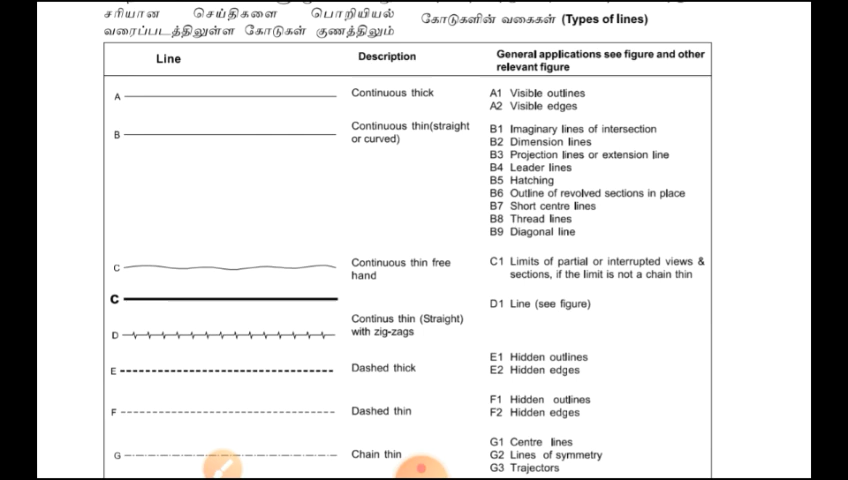 சரியான செய்திகளை பொறியியல்
வரைப்படத்திலுள்ள கோடுகள் குணத்திலும்
கோடுகளின் வகைகள் (Types of lines)
Line Description General applications see figure and other
relevant figure
A Continuous thick A1 Visible outlines
A2 Visible edges
B Continuous thin(straight
or curved)
B1 Imaginary lines of intersection
B2 Dimension lines
B3 Projection lines or extension line
B4 Leader lines
B5 Hatching
B6 Outline of revolved sections in place
B7 Short centre lines
B8 Thread lines
B9 Diagonal line
C Continuous thin free
hand
C1 Limits of partial or interrupted views &
sections, if the limit is not a chain thin
C
D Continus thin (Straight)
with zig-zags
D1 Line (see figure)
E Dashed thick E1 Hidden outlines
E2 Hidden edges
F Dashed thin F1 Hidden outlines
F2 Hidden edges
G Chain thin G1 Centre lines
G2 Lines of symmetry
G3 Trajectors